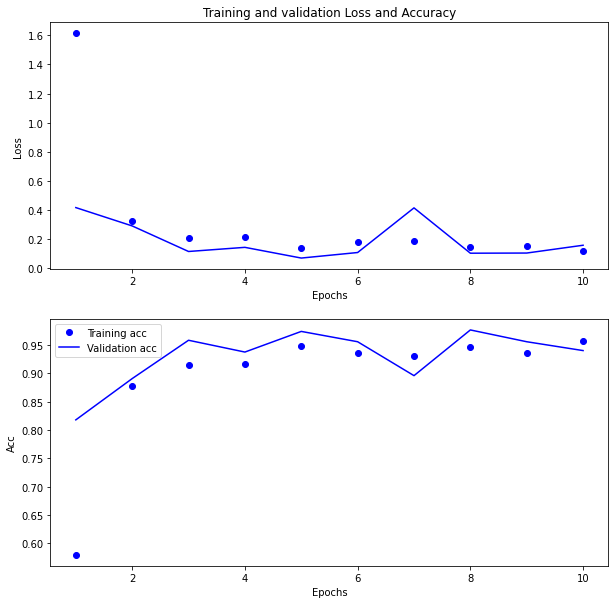 Training and validation Loss and Accuracy
1.6
1.4
1.2
1.0
0.8
0.6
0.4
0.2
0.0
Loss
2 4 6 8 10
Epochs
Training acc
Validation acc
0.95
0.90
0.85
0.80
0.75
0.70
0.65
0.60
Acc
2 4 6 8 10
Epochs